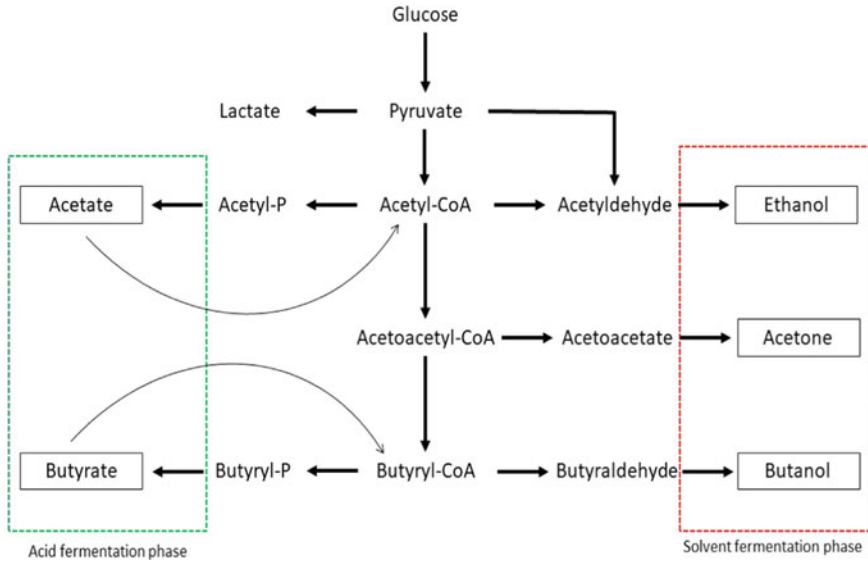 Glucose
Lactate
Pyruvate
Acetate
Acetyl-P
Acetyl-CoA
Acetyldehyde
Ethanol
Acetoacetyl-CoA
Acetoacetate
Acetone
Butyrate
Butyryl-P
Butyryl-CoA
Butyraldehyde
Butanol
Acid fermentation phase
Solvent fermentation phase